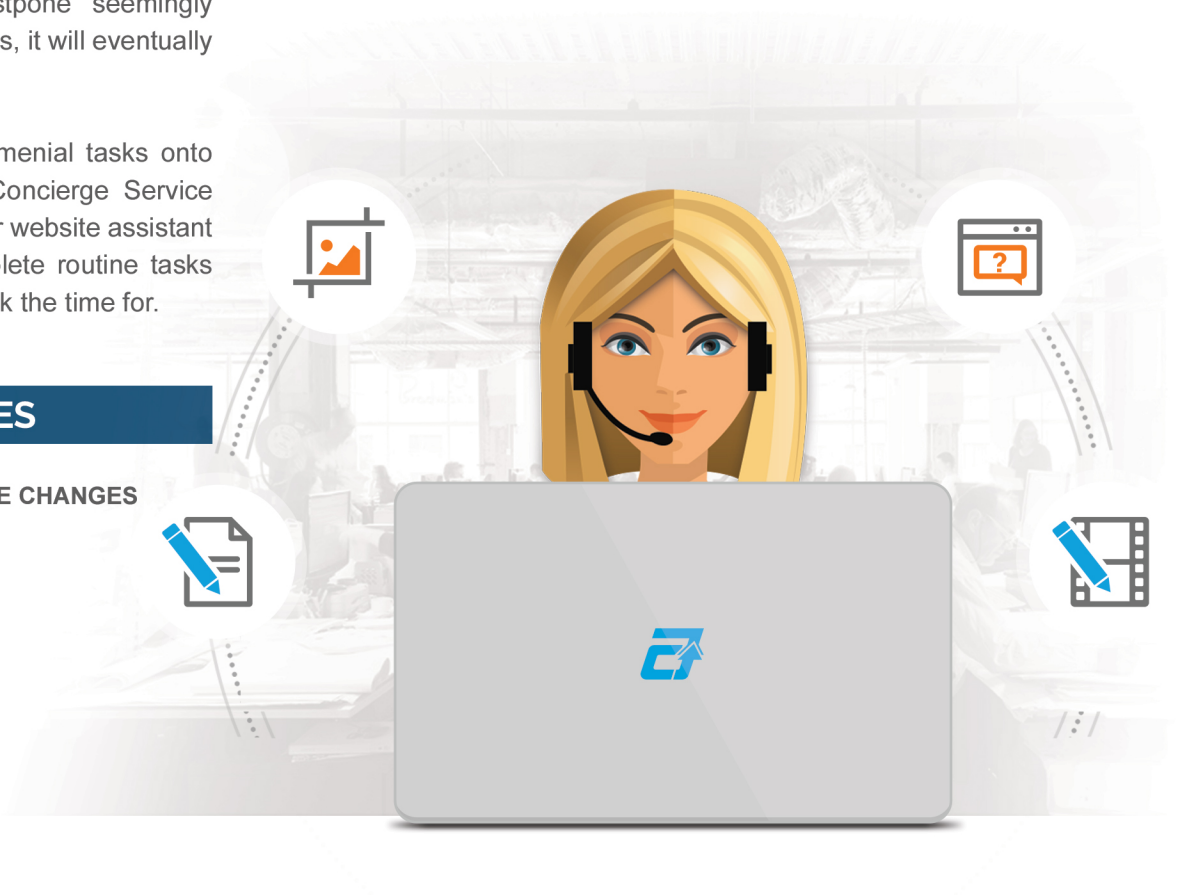 stpone seemingly
s, it will eventually
menial tasks onto
Concierge Service
r website assistant
plete routine tasks
k the time for.
ES
E CHANGES
?